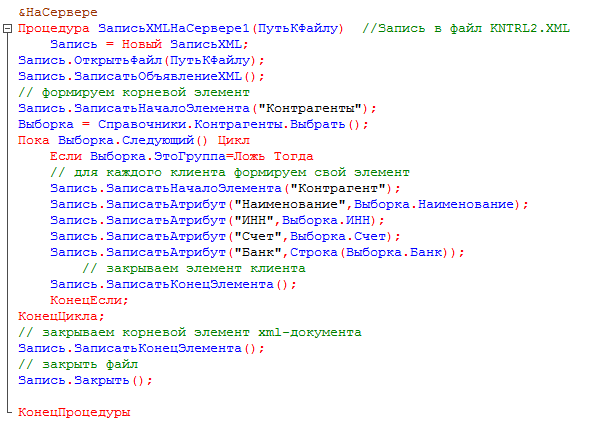 &НаСервере
Процедура ЗаписьXMLНаСервере1(ПутьКФайлу)  //Запись в файл KNTRL2.XML
    Запись = Новый ЗаписьXML;
Запись.ОткрытьФайл(ПутьКФайлу);
Запись.ЗаписатьОбъявлениеXML();
// формируем корневой элемент
Запись.ЗаписатьНачалоЭлемента("Контрагенты");
Выборка = Справочники.Контрагенты.Выбрать();
Пока Выборка.Следующий() Цикл
    Если Выборка.ЭтоГруппа=Ложь Тогда
    // для каждого клиента формируем свой элемент
    Запись.ЗаписатьНачалоЭлемента("Контрагент");
    Запись.ЗаписатьАтрибут("Наименование",Выборка.Наименование);
    Запись.ЗаписатьАтрибут("ИНН",Выборка.ИНН);
    Запись.ЗаписатьАтрибут("Счет",Выборка.Счет);
    Запись.ЗаписатьАтрибут("Банк",Строка(Выборка.Банк));
        // закрываем элемент клиента
    Запись.ЗаписатьКонецЭлемента();
    КонецЕсли;
КонецЦикла;
// закрываем корневой элемент xml-документа
Запись.ЗаписатьКонецЭлемента();
// закрыть файл
Запись.Закрыть();
КонецПроцедуры